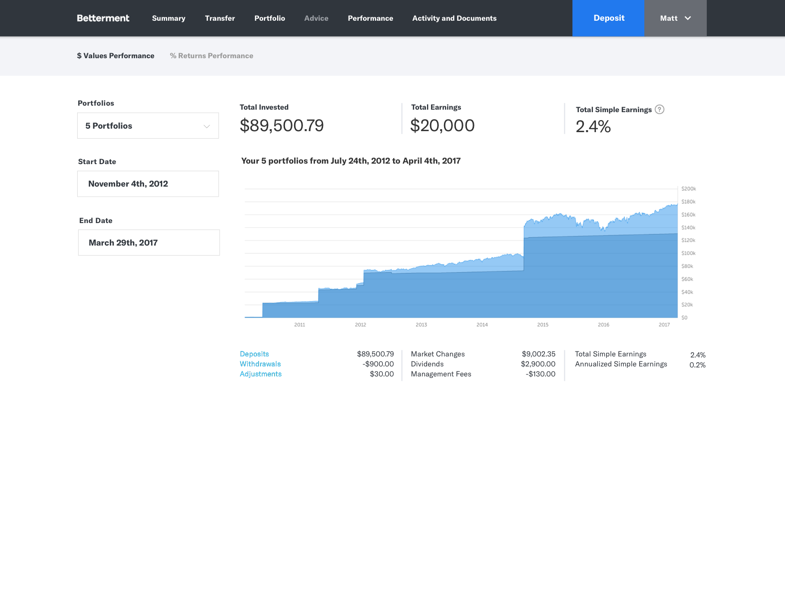 Betterment Summary Transfer Portfolio Advice Performance Activity and Documents Deposit Matt
$ Values Performance % Returns Performance
Portfolios
5 Portfolios
Start Date
November 4th, 2012
End Date
March 29th, 2017
Total Invested
$89,500.79
Total Earnings
$20,000
Total Simple Earnings ?
2.4%
Your 5 portfolios from July 24th, 2012 to April 4th, 2017
$200k
$180k
$160k
$140k
$120k
$100k
$80k
$60k
$40k
$20k
$0
2011 2012 2013 2014 2015 2016 2017
Deposits $89,500.79
Withdrawals -$900.00
Adjustments $30.00
Market Changes $9,002.35
Dividends $2,900.00
Management Fees -$130.00
Total Simple Earnings 2.4%
Annualized Simple Earnings 0.2%